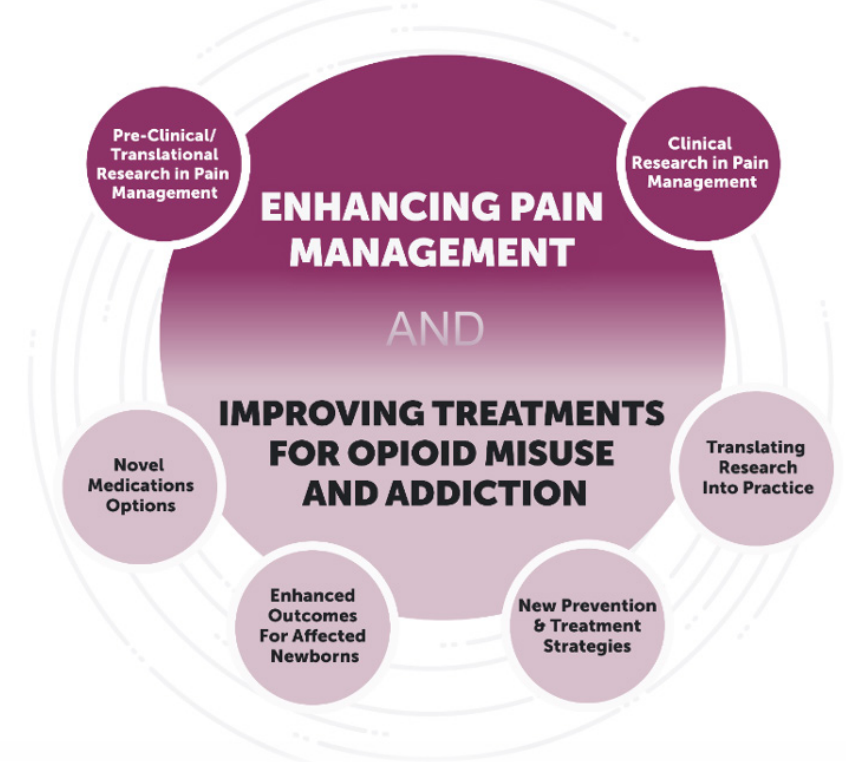 Pre-Clinical/
Translational
Research in Pain
Management
Clinical
Research in Pain
Management
ENHANCING PAIN
MANAGEMENT
AND
IMPROVING TREATMENTS
FOR OPIOID MISUSE
AND ADDICTION
Novel
Medications
Options
Translating
Research
Into Practice
Enhanced
Outcomes
For Affected
Newborns
New Prevention
& Treatment
Strategies